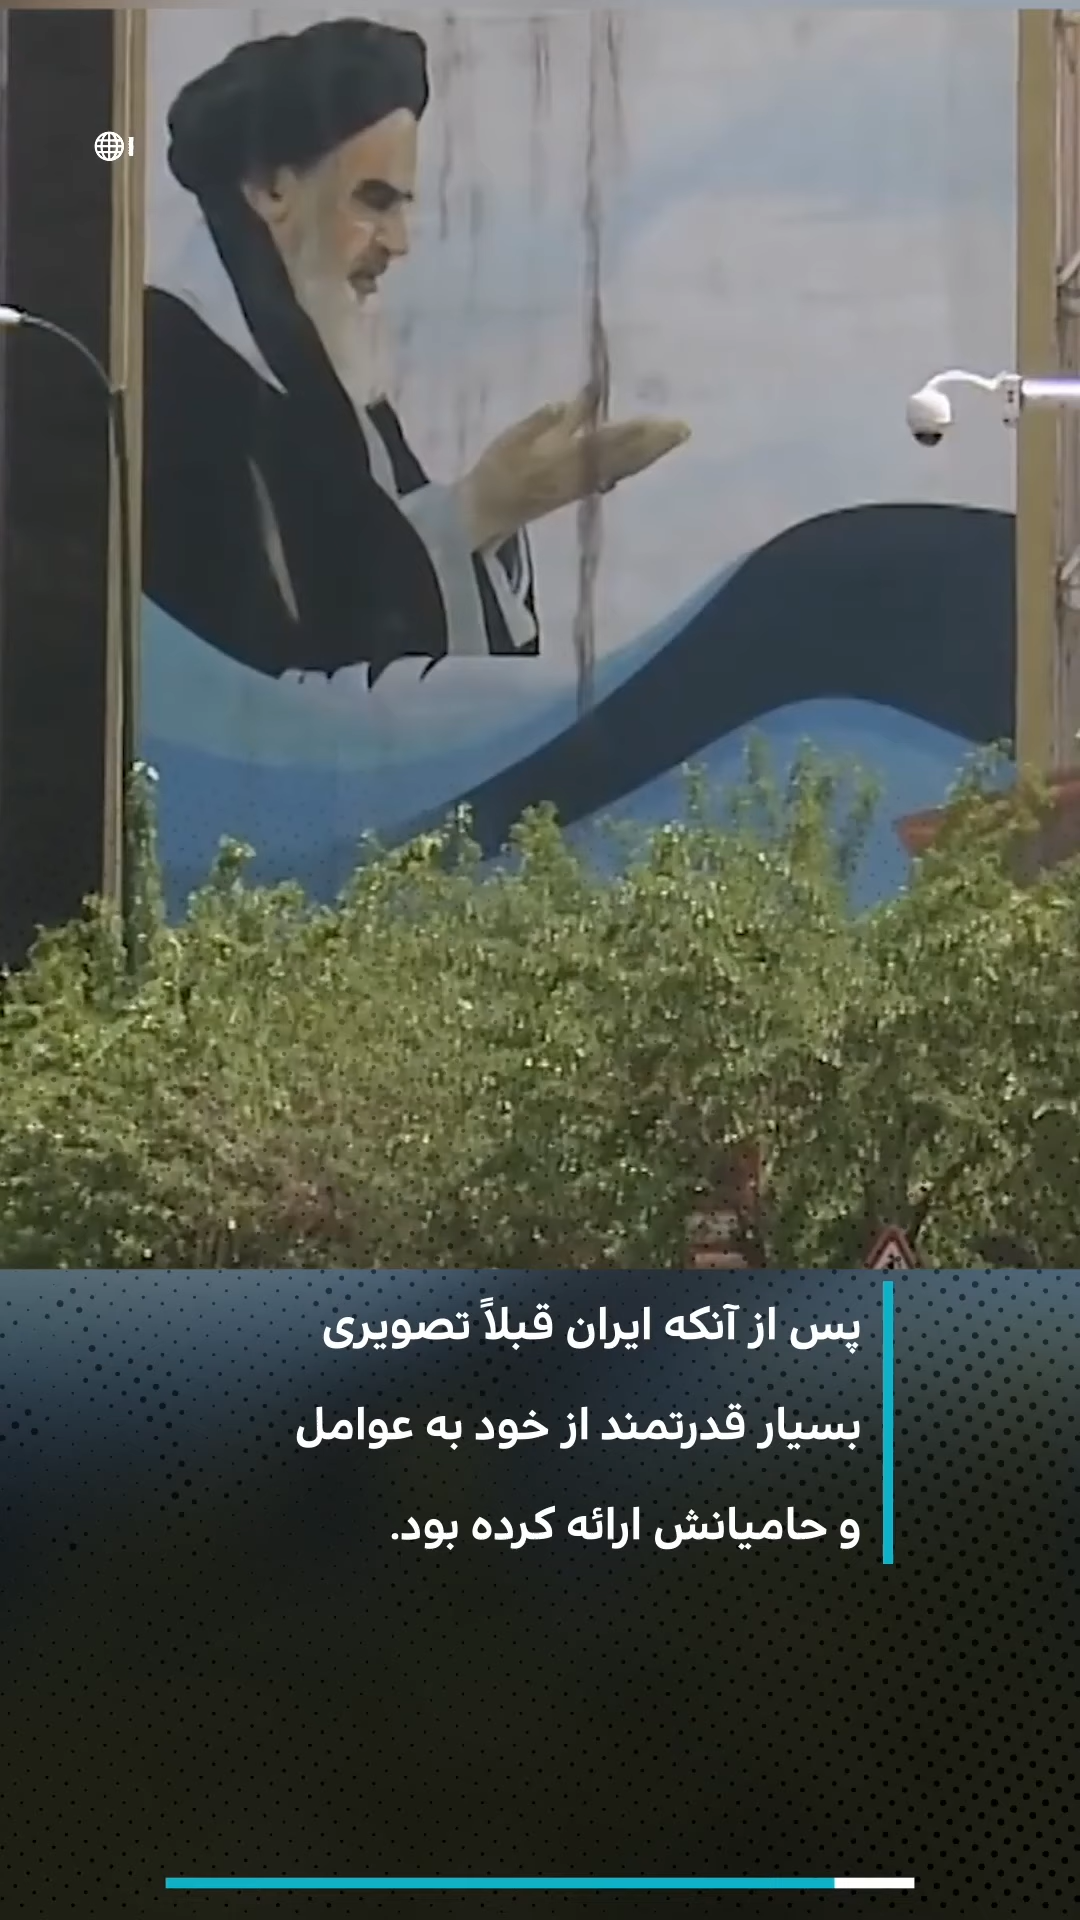 پس از آنکه ایران قبلاً تصویری
بسیار قدرتمند از خود به عوامل
و حامیانش ارائه کرده بود.